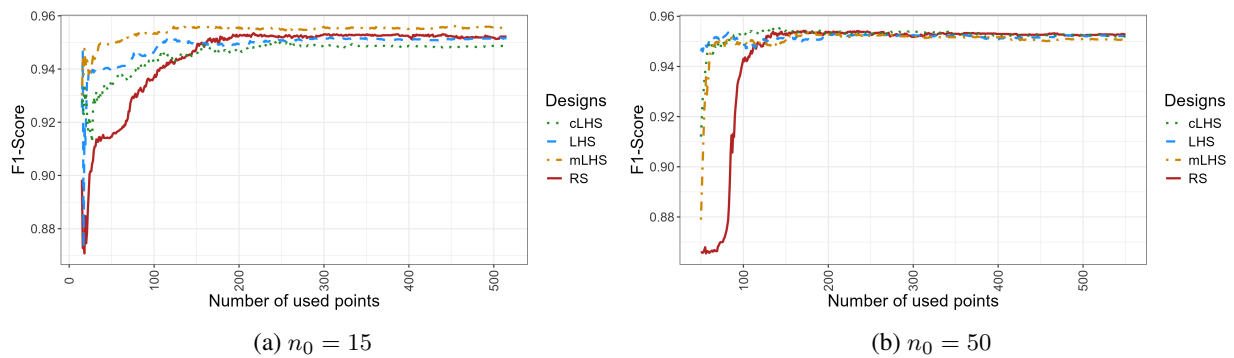 0.96
0.94
0.92
0.90
0.88
F1-Score
0
100
200
300
400
500
Number of used points
Designs
cLHS
LHS
mLHS
RS
(a) n₀ = 15
0.96
0.94
0.92
0.90
0.88
F1-Score
100
200
300
400
500
Number of used points
Designs
cLHS
LHS
mLHS
RS
(b) n₀ = 50